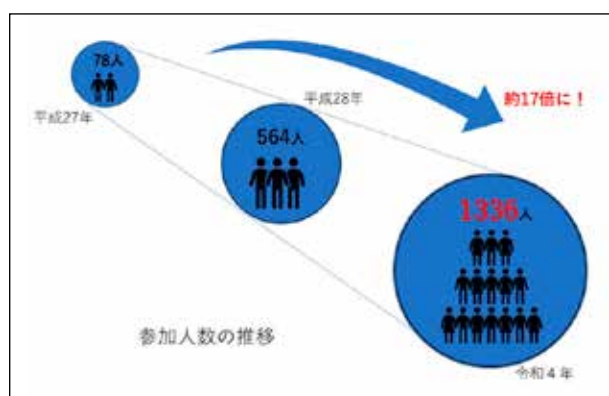 78人
平成27年
平成28年
564人
約17倍に！
1336人
参加人数の推移
令和４年